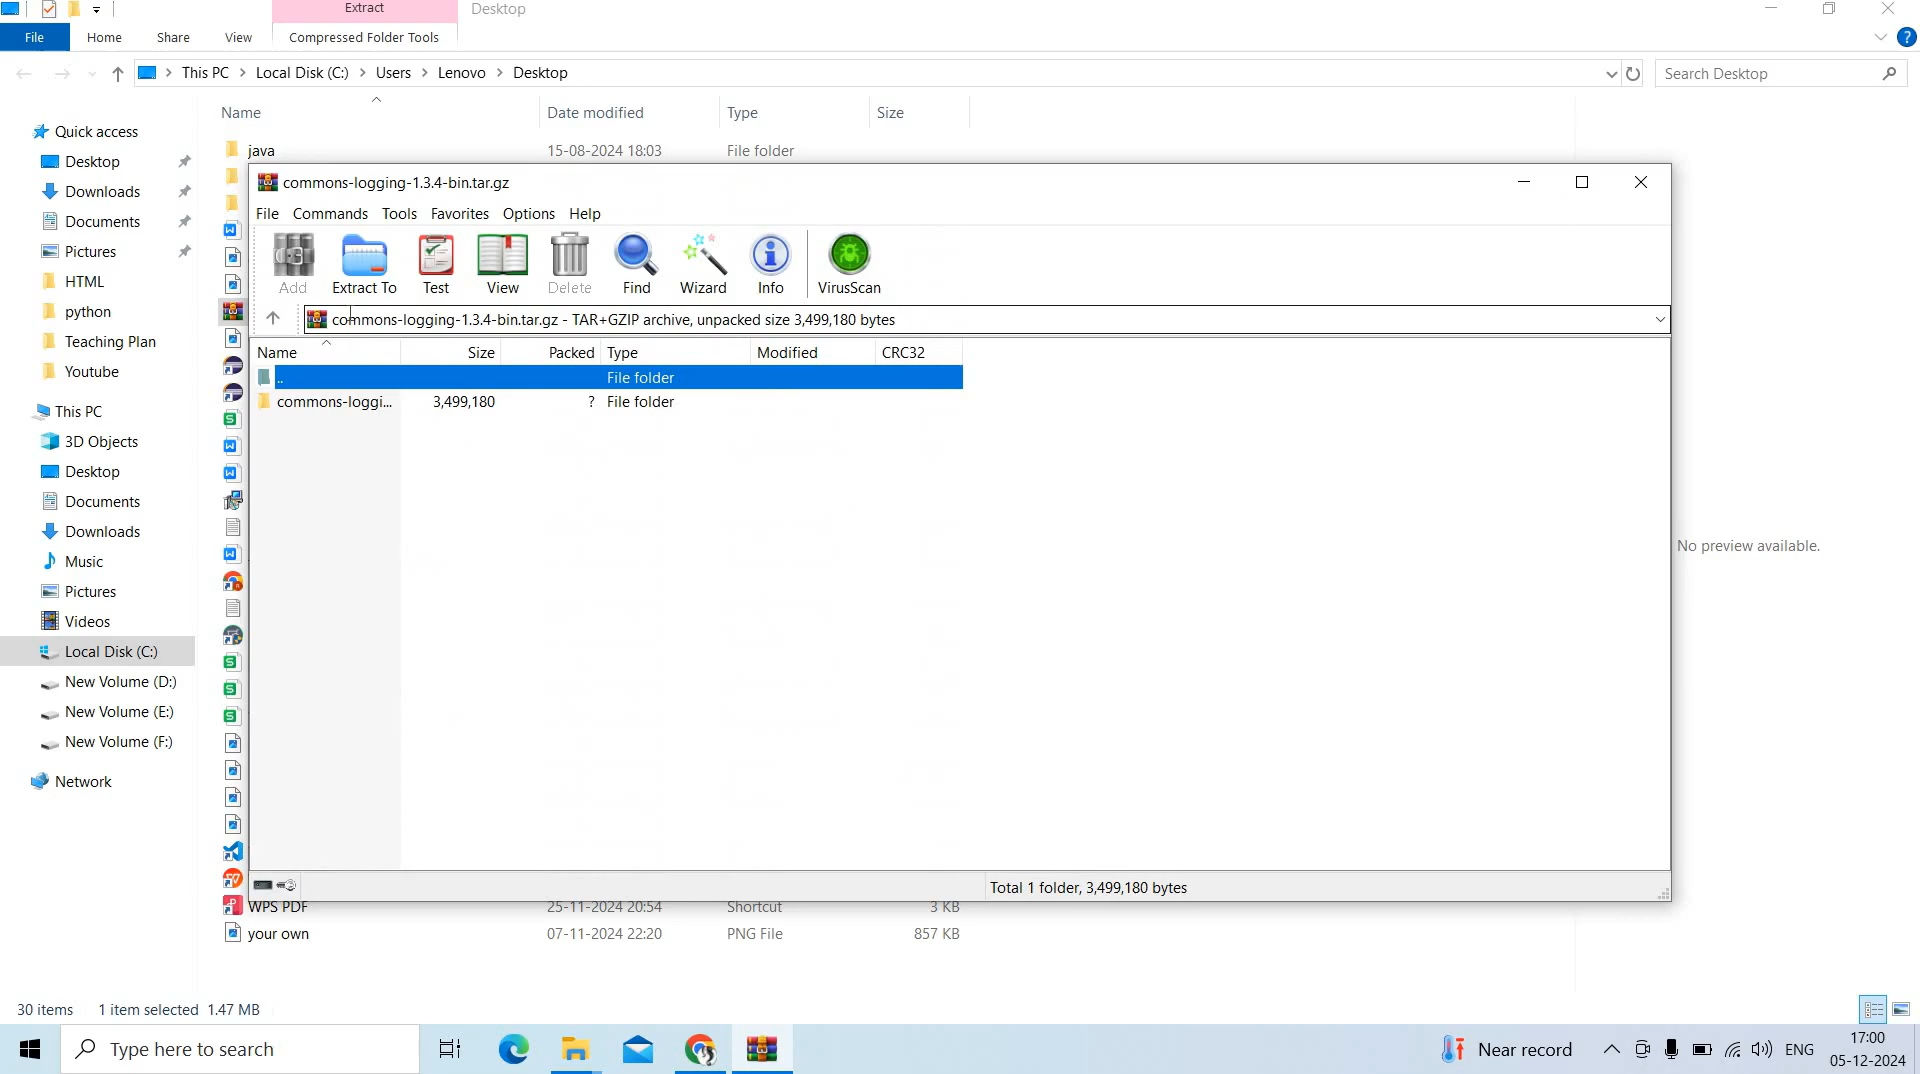 Extract
Desktop
File
Home
Share
View
Compressed Folder Tools
This PC
Local Disk (C:)
Users
Lenovo
Desktop
Search Desktop
Name
Date modified
Type
Size
java
15-08-2024 18:03
File folder
Quick access
Desktop
Downloads
Documents
Pictures
HTML
python
Teaching Plan
Youtube
This PC
3D Objects
Desktop
Documents
Downloads
Music
Pictures
Videos
Local Disk (C:)
New Volume (D:)
New Volume (E:)
New Volume (F:)
Network
commons-logging-1.3.4-bin.tar.gz
File Commands Tools Favorites Options Help
Add
Extract To
Test
View
Delete
Find
Wizard
Info
VirusScan
commons-logging-1.3.4-bin.tar.gz - TAR+GZIP archive, unpacked size 3,499,180 bytes
Name Size Packed Type Modified CRC32
.. File folder
commons-loggi... 3,499,180 ? File folder
Total 1 folder, 3,499,180 bytes
No preview available.
WPS PDF 25-11-2024 20:54 Shortcut 3 KB
your own 07-11-2024 22:20 PNG File 857 KB
30 items 1 item selected 1.47 MB
Type here to search
Near record
ENG
17:00
05-12-2024